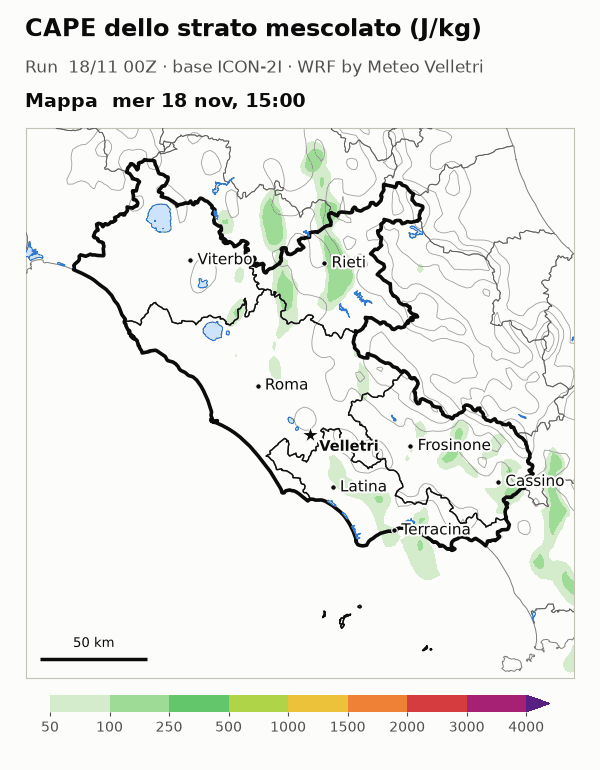 CAPE dello strato mescolato (J/kg)
Run  18/11 00Z · base ICON-2I · WRF by Meteo Velletri
Mappa  mer 18 nov, 15:00
Viterbo
Rieti
Roma
Velletri
Frosinone
Cassino
Latina
Terracina
50 km
50 100 250 500 1000 1500 2000 3000 4000